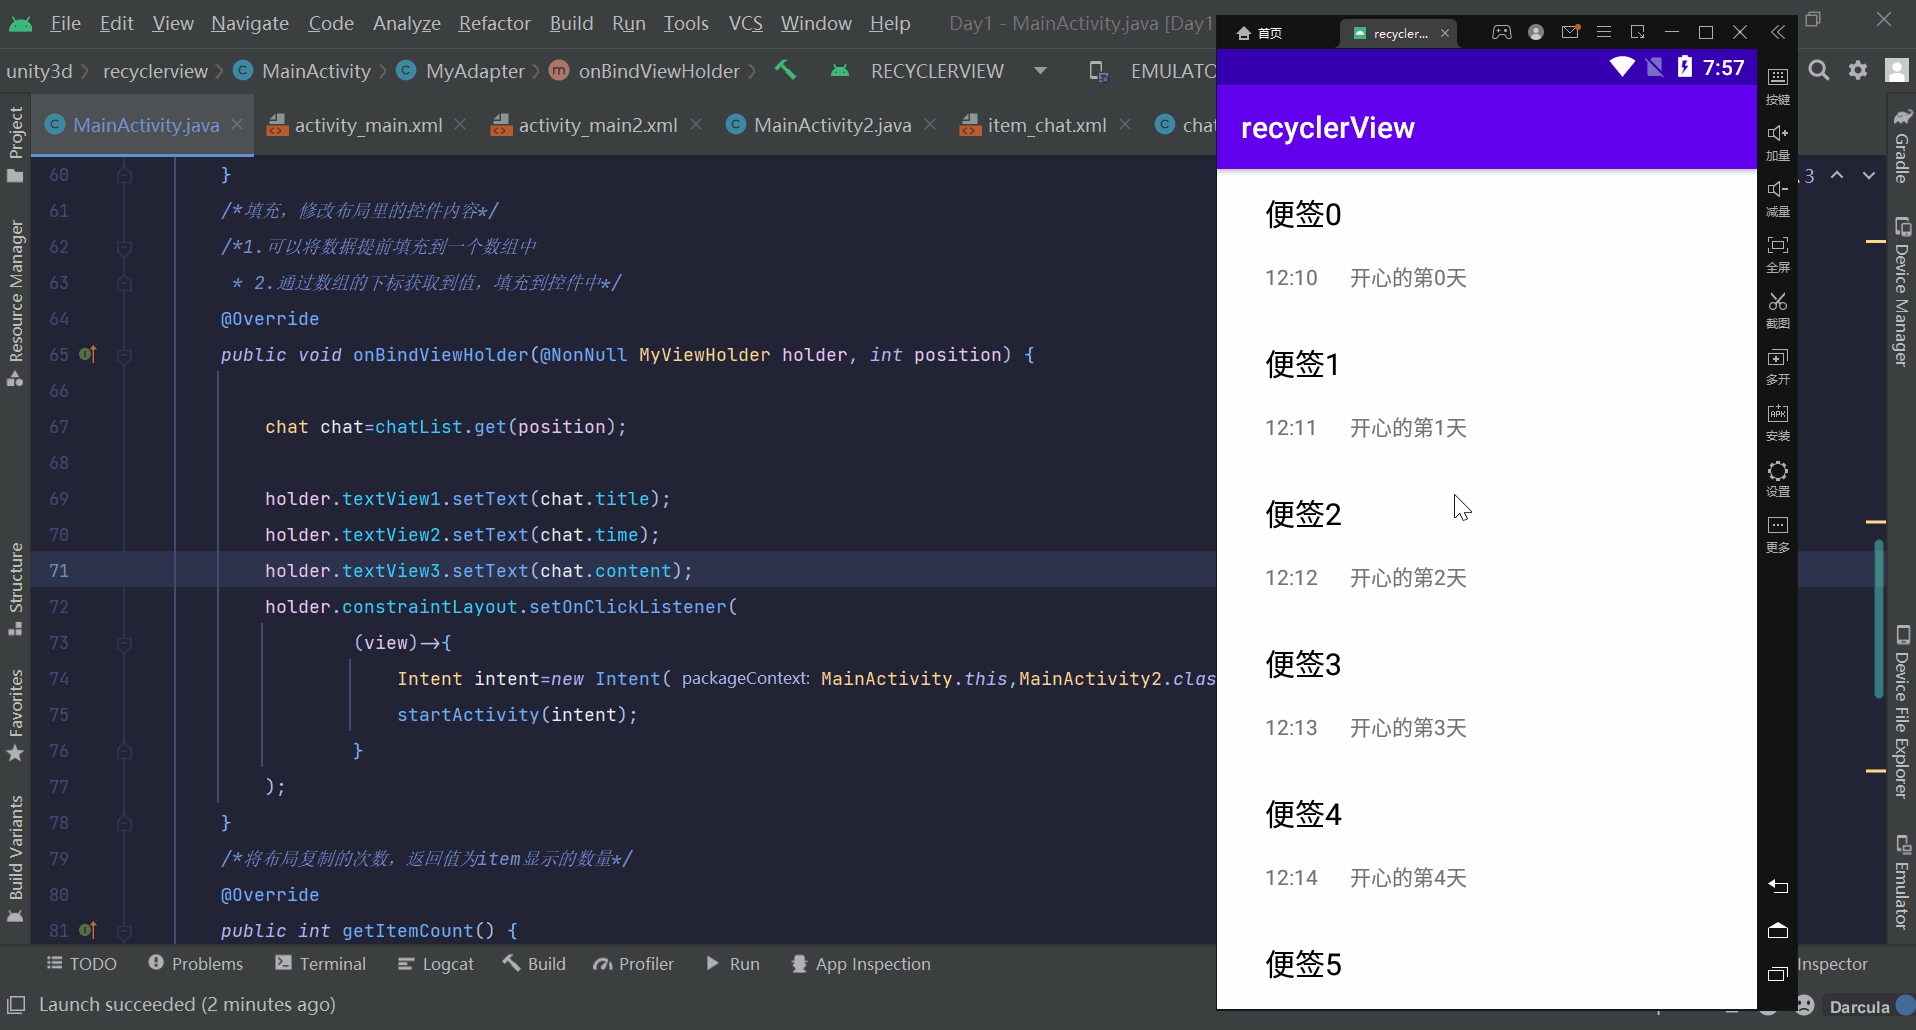 File Edit View Navigate Code Analyze Refactor Build Run Tools VCS Window Help Day1 - MainActivity.java [Day1
unity3d recyclerview MainActivity MyAdapter onBindViewHolder RECYCLERVIEW EMULATO
MainActivity.java activity_main.xml activity_main2.xml MainActivity2.java item_chat.xml chat
Project
Resource Manager
Structure
Favorites
Build Variants
60 }
61 /*填充，修改布局里的控件内容*/
62 /*1.可以将数据提前填充到一个数组中
63 * 2.通过数组的下标获取到值，填充到控件中*/
64 @Override
65 public void onBindViewHolder(@NonNull MyViewHolder holder, int position) {
66
67 chat chat=chatList.get(position);
68
69 holder.textView1.setText(chat.title);
70 holder.textView2.setText(chat.time);
71 holder.textView3.setText(chat.content);
72 holder.constraintLayout.setOnClickListener(
73 (view)->{
74 Intent intent=new Intent( packageContext: MainActivity.this,MainActivity2.clas
75 startActivity(intent);
76 }
77 );
78 }
79 /*将布局复制的次数，返回值为item显示的数量*/
80 @Override
81 public int getItemCount() {
首页 recycler...
7:57
recyclerView
便签0
12:10 开心的第0天
便签1
12:11 开心的第1天
便签2
12:12 开心的第2天
便签3
12:13 开心的第3天
便签4
12:14 开心的第4天
便签5
按键
加量
减量
全屏
截图
多开
安装
设置
更多
3
Gradle
Device Manager
Device File Explorer
Emulator
TODO Problems Terminal Logcat Build Profiler Run App Inspection Inspector
Launch succeeded (2 minutes ago) Darcula